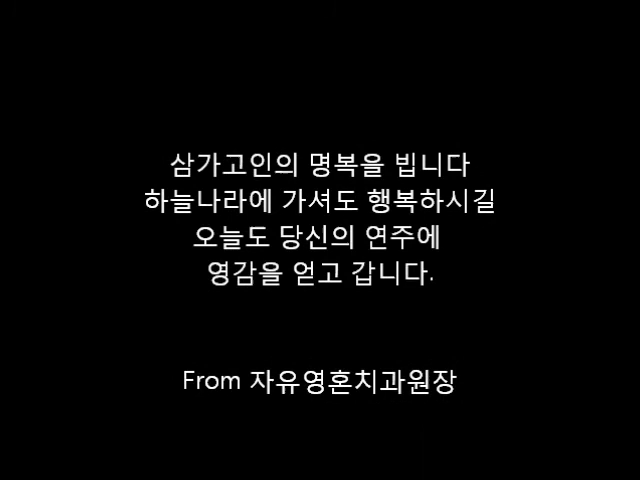 삼가고인의 명복을 빕니다
하늘나라에 가셔도 행복하시길
오늘도 당신의 연주에
영감을 얻고 갑니다.
From 자유영혼치과원장